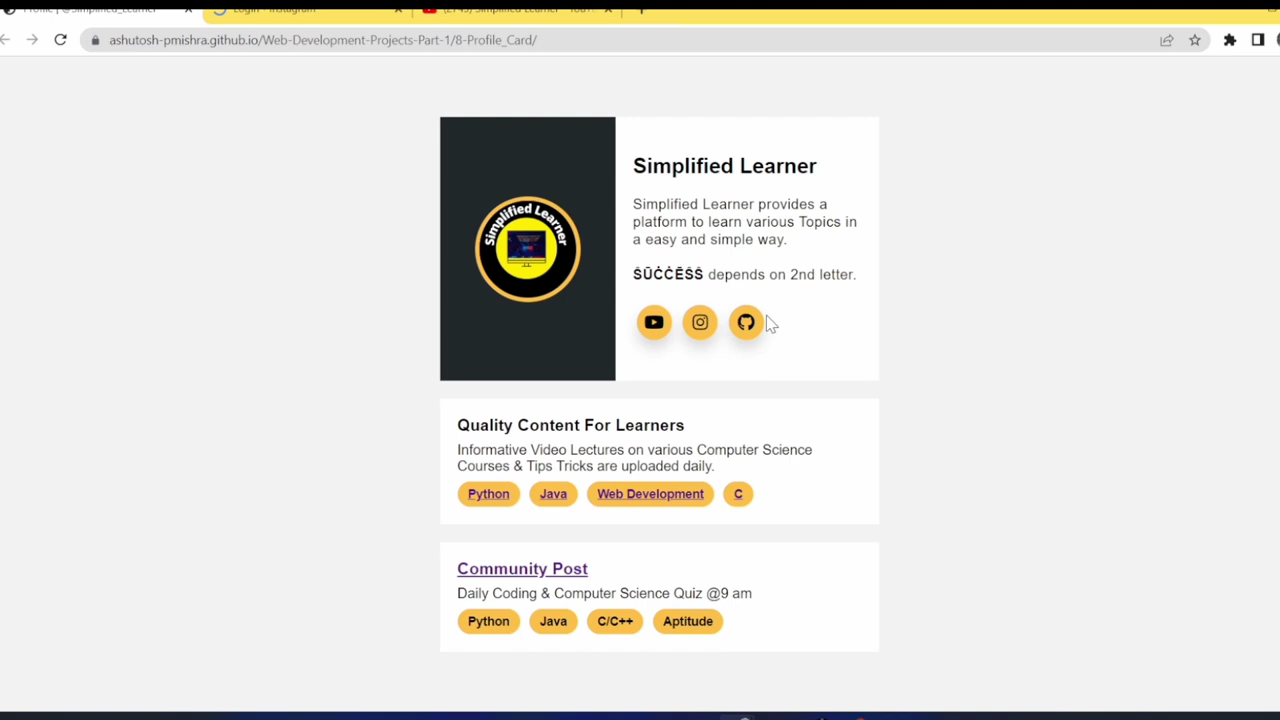 ashutosh-pmishra.github.io/Web-Development-Projects-Part-1/8-Profile_Card/
Simplified Learner
Simplified Learner
Simplified Learner provides a
platform to learn various Topics in
a easy and simple way.
ŜŪĊĊĒŜŜ depends on 2nd letter.
Quality Content For Learners
Informative Video Lectures on various Computer Science
Courses & Tips Tricks are uploaded daily.
Python Java Web Development C
Community Post
Daily Coding & Computer Science Quiz @9 am
Python Java C/C++ Aptitude